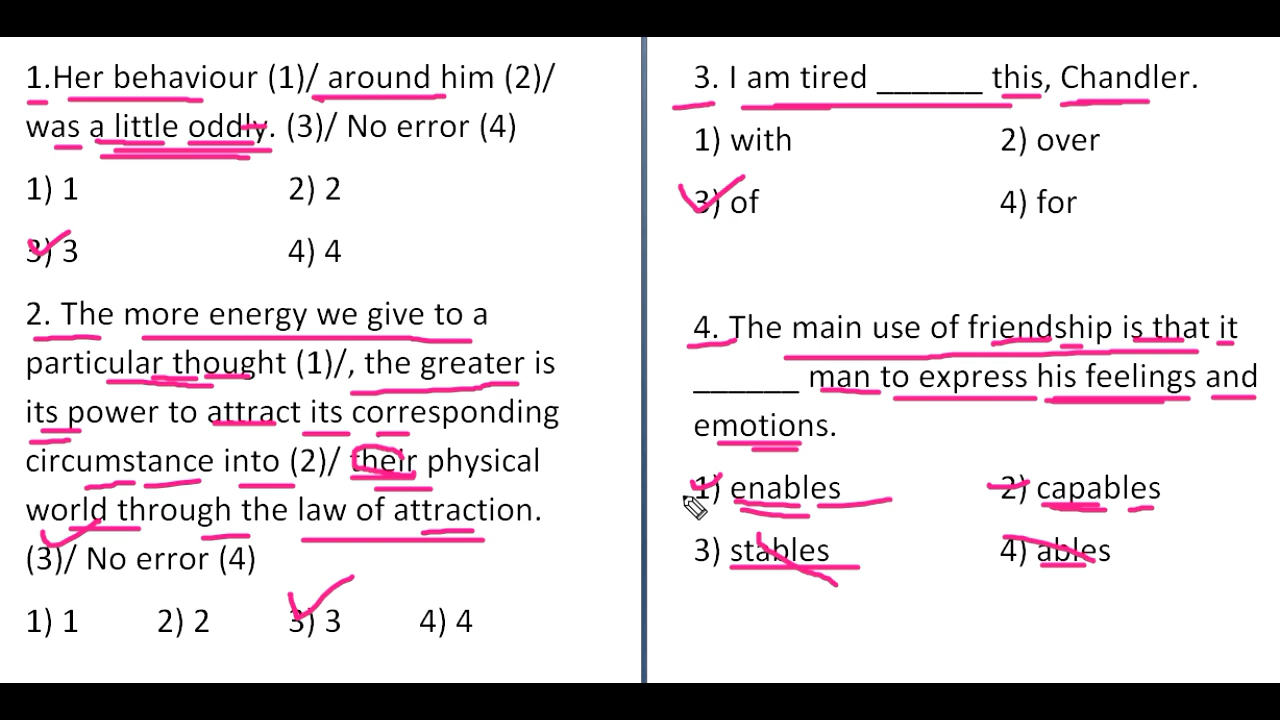 1.Her behaviour (1)/ around him (2)/
was a little oddly. (3)/ No error (4)
1) 1 2) 2
3) 3 4) 4
2. The more energy we give to a
particular thought (1)/, the greater is
its power to attract its corresponding
circumstance into (2)/ their physical
world through the law of attraction.
(3)/ No error (4)
1) 1 2) 2 3) 3 4) 4
3. I am tired ______ this, Chandler.
1) with 2) over
3) of 4) for
4. The main use of friendship is that it
______ man to express his feelings and
emotions.
1) enables 2) capables
3) stables 4) ables